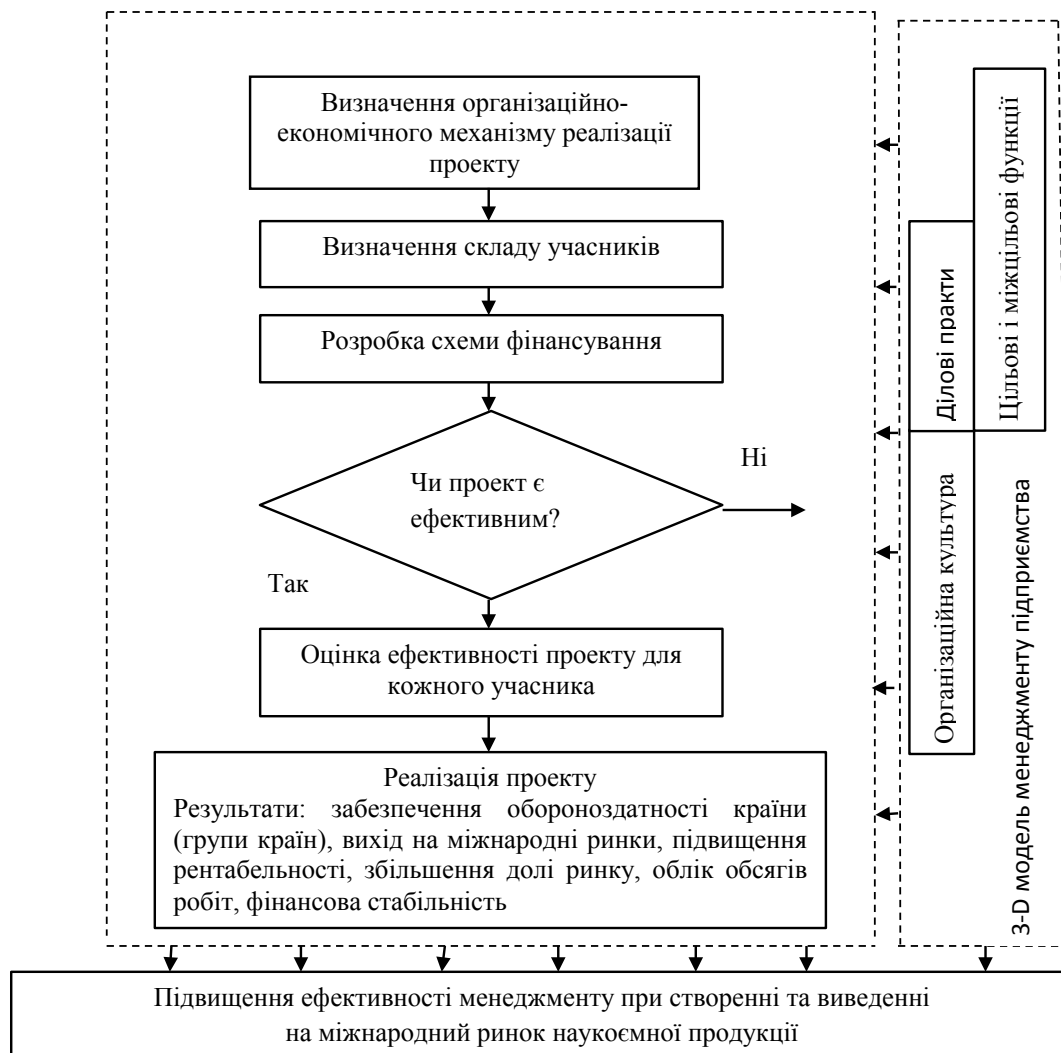 Визначення організаційно-
економічного механізму реалізації
проекту
Визначення складу учасників
Розробка схеми фінансування
Чи проект є
ефективним?
Ні
Так
Оцінка ефективності проекту для
кожного учасника
Реалізація проекту
Результати: забезпечення обороноздатності країни
(групи країн), вихід на міжнародні ринки, підвищення
рентабельності, збільшення долі ринку, облік обсягів
робіт, фінансова стабільність
Цільові і міжцільові функції
Ділові практи
Організаційна культура
3-D модель менеджменту підприємства
Підвищення ефективності менеджменту при створенні та виведенні
на міжнародний ринок наукоємної продукції